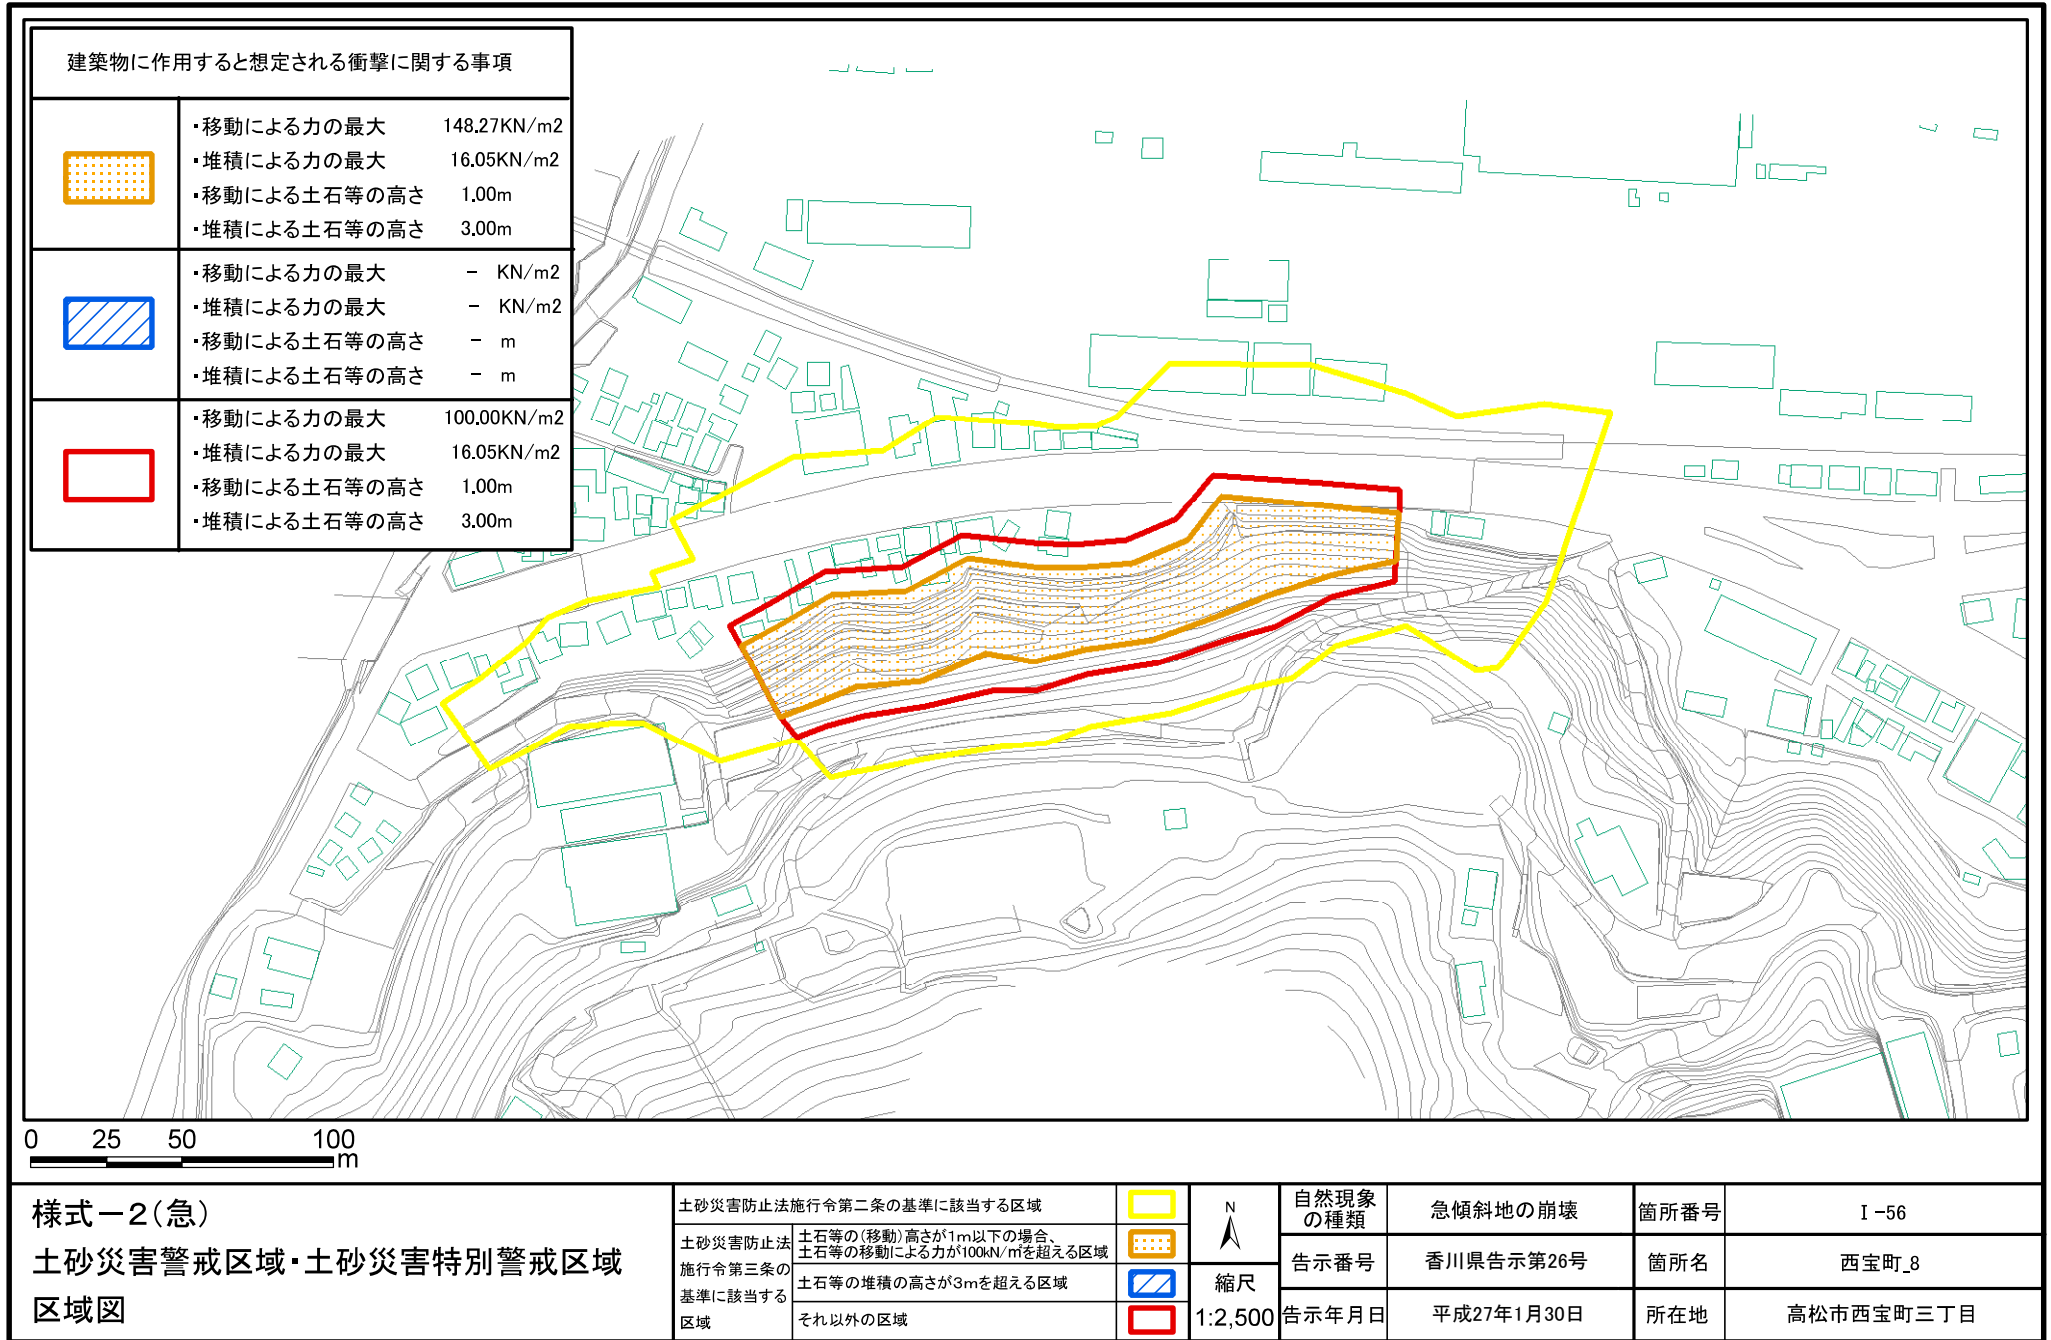 建築物に作用すると想定される衝撃に関する事項
・移動による力の最大 148.27KN/m2
・堆積による力の最大 16.05KN/m2
・移動による土石等の高さ 1.00m
・堆積による土石等の高さ 3.00m
・移動による力の最大 - KN/m2
・堆積による力の最大 - KN/m2
・移動による土石等の高さ - m
・堆積による土石等の高さ - m
・移動による力の最大 100.00KN/m2
・堆積による力の最大 16.05KN/m2
・移動による土石等の高さ 1.00m
・堆積による土石等の高さ 3.00m
0 25 50 100
m
様式－2(急)
土砂災害警戒区域・土砂災害特別警戒区域
区域図
土砂災害防止法施行令第二条の基準に該当する区域
土砂災害防止法
施行令第三条の
基準に該当する
区域
土石等の(移動)高さが1m以下の場合、
土石等の移動による力が100kN/㎡を超える区域
土石等の堆積の高さが3mを超える区域
それ以外の区域
N
縮尺
1:2,500
自然現象
の種類
急傾斜地の崩壊
箇所番号
Ⅰ-56
告示番号
香川県告示第26号
箇所名
西宝町_8
告示年月日
平成27年1月30日
所在地
高松市西宝町三丁目